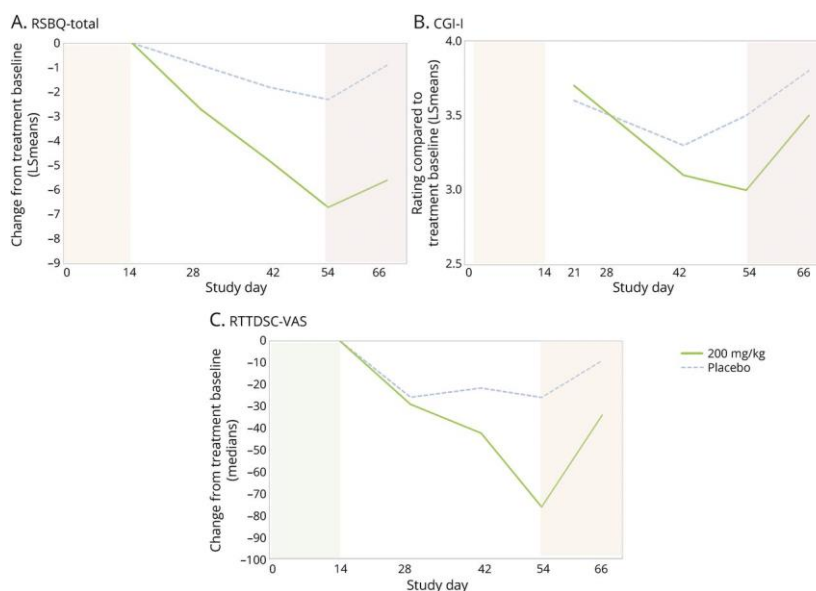 A. RSBQ-total
Change from treatment baseline
(LSmeans)
0
–1
–2
–3
–4
–5
–6
–7
–8
–9
0 14 28 42 54 66
Study day
B. CGI-I
Rating compared to
treatment baseline (LSmeans)
4.0
3.5
3.0
2.5
0 14 21 28 42 54 66
Study day
C. RTTDSC-VAS
Change from treatment baseline
(medians)
0
–10
–20
–30
–40
–50
–60
–70
–80
–90
–100
0 14 28 42 54 66
Study day
200 mg/kg
Placebo